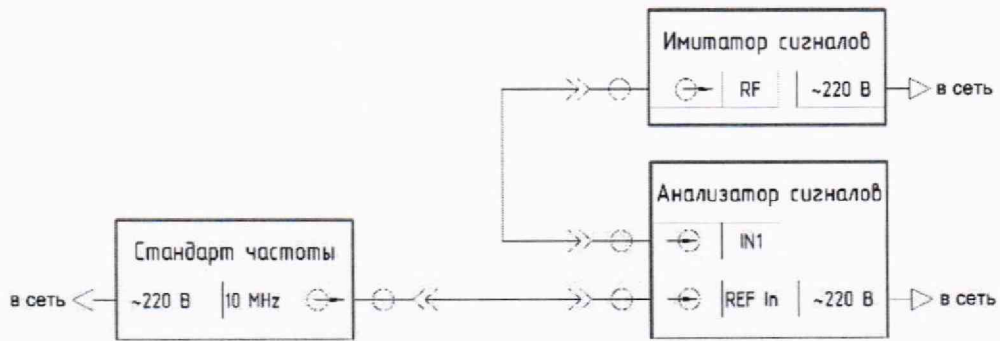 Имитатор сигналов
RF ~220 В в сеть
Анализатор сигналов
IN1
Стандарт частоты
в сеть ~220 В 10 MHz
REF In ~220 В в сеть